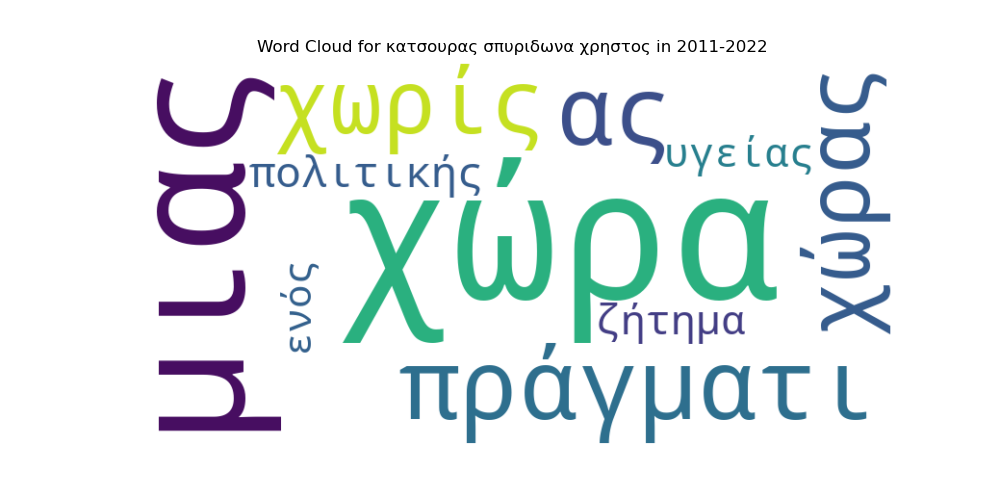 Word Cloud for κατσουρας σπυριδωνα χρηστος in 2011-2022
μιας
χωρίς
ας
υγείας
χώρας
πολιτικής
χώρα
ενός
ζήτημα
πράγματι